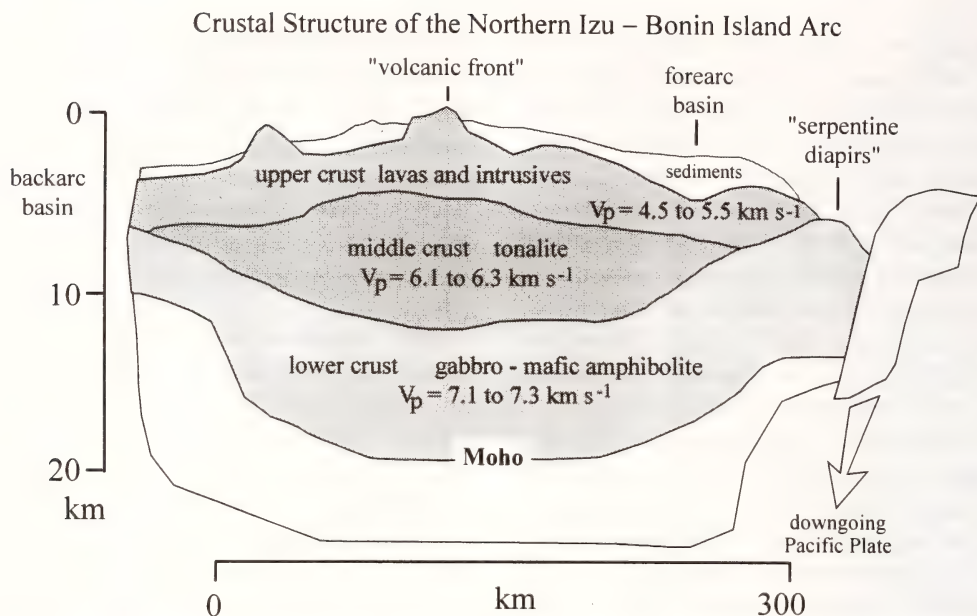 Crustal Structure of the Northern Izu – Bonin Island Arc
"volcanic front"
forearc
basin
"serpentine
diapirs"
0
backarc
basin
sediments
upper crust lavas and intrusives
Vp = 4.5 to 5.5 km s-1
middle crust tonalite
Vp = 6.1 to 6.3 km s-1
10
lower crust gabbro - mafic amphibolite
Vp = 7.1 to 7.3 km s-1
Moho
20
km
downgoing
Pacific Plate
0
km
300